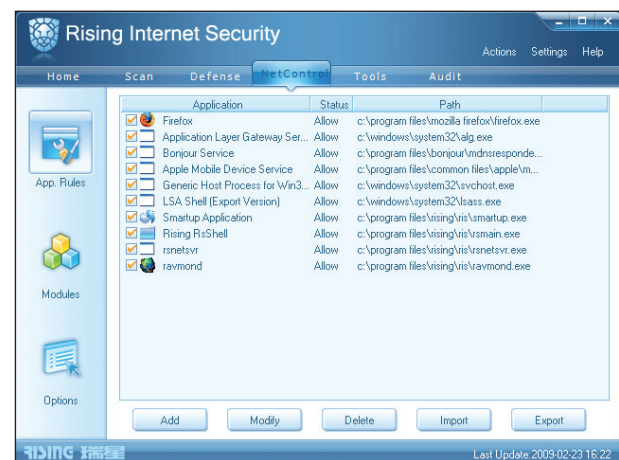 Rising Internet Security
Actions Settings Help
Home Scan Defense NetControl Tools Audit
Application Status Path
Firefox Allow c:\program files\mozilla firefox\firefox.exe
Application Layer Gateway Ser... Allow c:\windows\system32\alg.exe
Bonjour Service Allow c:\program files\bonjour\mdnsresponde...
Apple Mobile Device Service Allow c:\program files\common files\apple\m...
Generic Host Process for Win3... Allow c:\windows\system32\svchost.exe
LSA Shell (Export Version) Allow c:\windows\system32\lsass.exe
Smartup Application Allow c:\program files\rising\ris\smartup.exe
Rising RsShell Allow c:\program files\rising\ris\rsmain.exe
rsnetsvr Allow c:\program files\rising\ris\rsnetsvr.exe
ravmond Allow c:\program files\rising\ris\ravmond.exe
App. Rules
Modules
Options
Add Modify Delete Import Export
RISING 瑞星 Last Update:2009-02-23 16:22